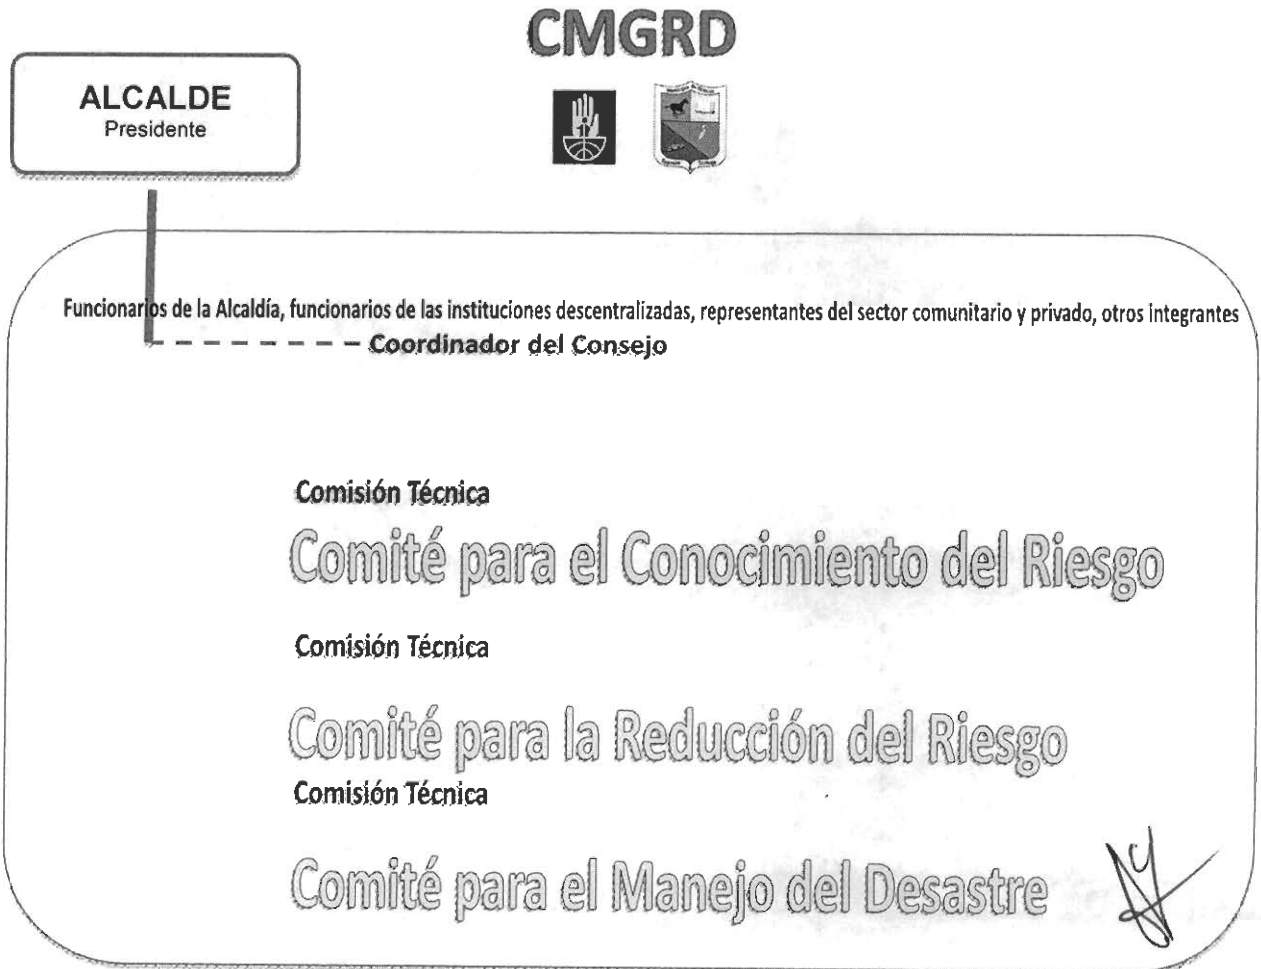 CMGRD
ALCALDE
Presidente
Funcionarios de la Alcaldía, funcionarios de las instituciones descentralizadas, representantes del sector comunitario y privado, otros integrantes
Coordinador del Consejo
Comisión Técnica
Comité para el Conocimiento del Riesgo
Comisión Técnica
Comité para la Reducción del Riesgo
Comisión Técnica
Comité para el Manejo del Desastre